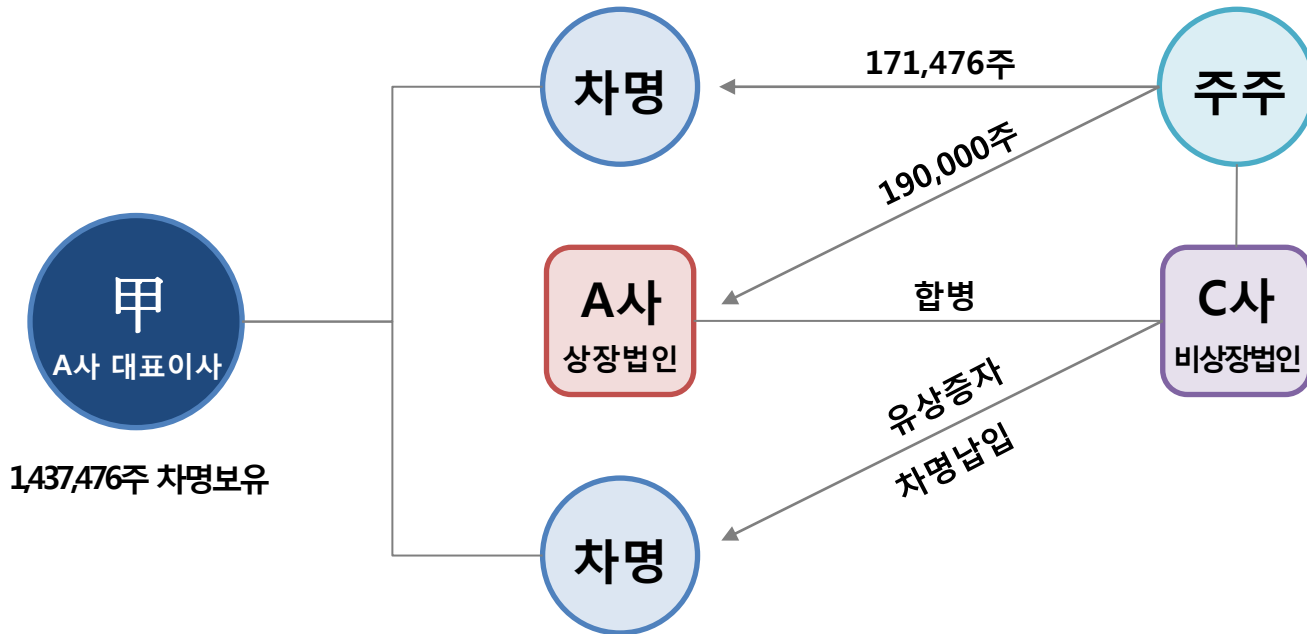 171,476주
차명
주주
190,000주
甲
A사 대표이사
A사
상장법인
합병
C사
비상장법인
유상증자
차명납입
1,437,476주 차명보유
차명